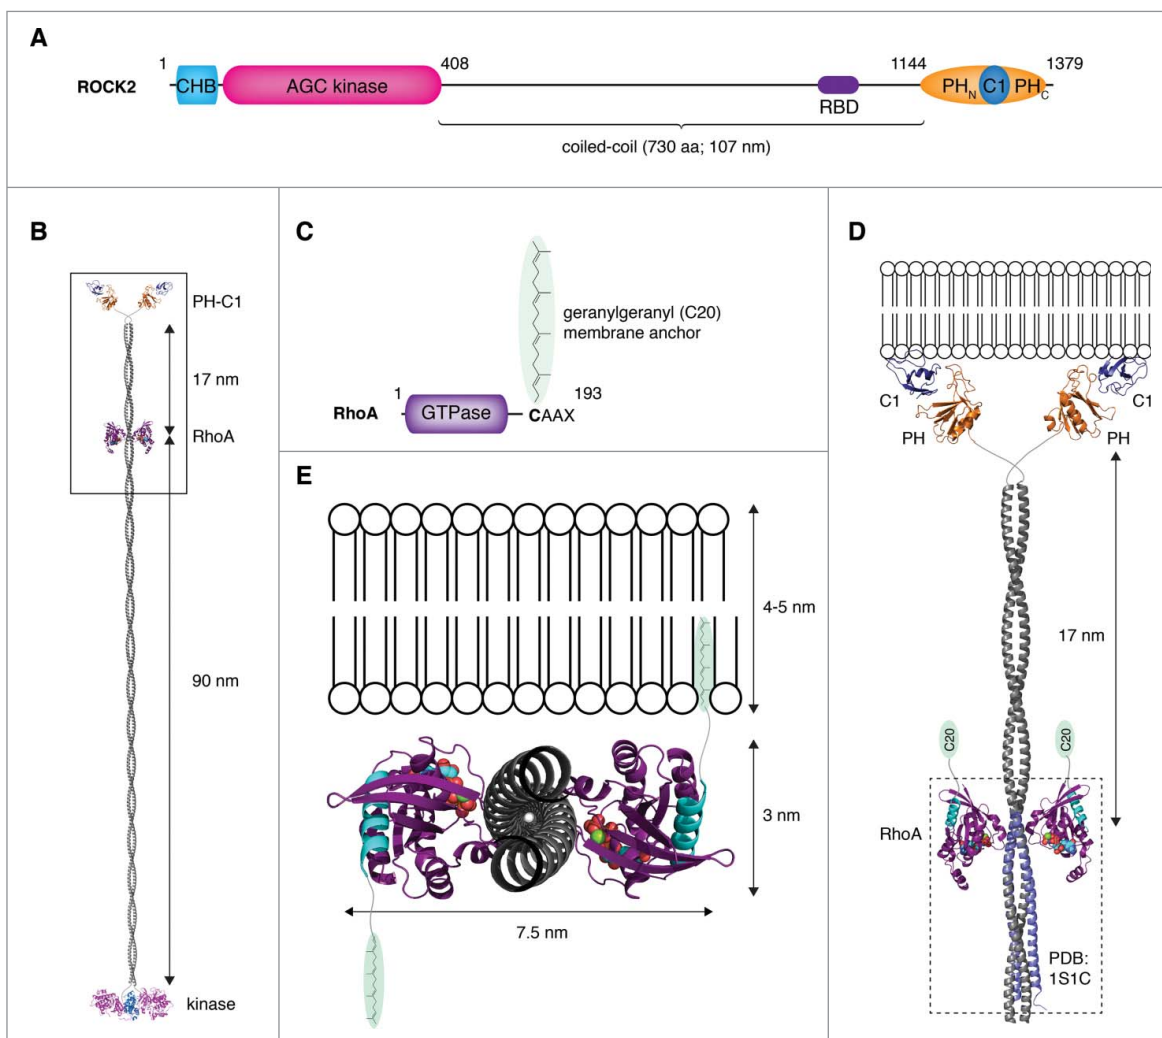 A
1
408
1144
1379
ROCK2
CHB
AGC kinase
RBD
PHN
C1
PHC
coiled-coil (730 aa; 107 nm)
B
PH-C1
17 nm
RhoA
90 nm
kinase
C
geranylgeranyl (C20)
membrane anchor
1
193
RhoA
GTPase
CAAX
E
4-5 nm
3 nm
7.5 nm
D
C1
C1
PH
PH
17 nm
C20
C20
RhoA
PDB:
1S1C